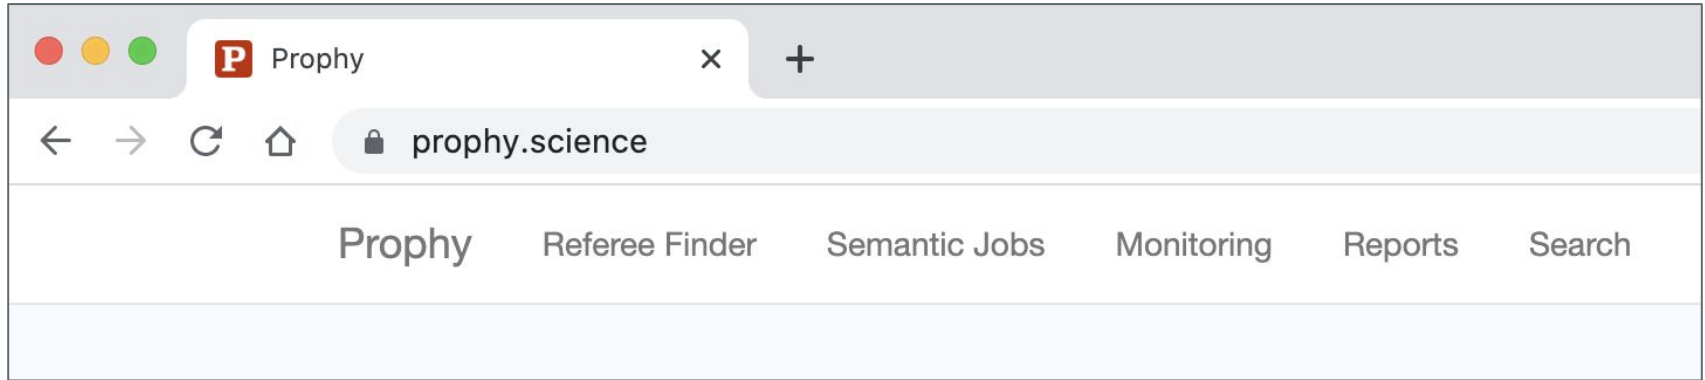 P Prophy
prophy.science
Prophy Referee Finder Semantic Jobs Monitoring Reports Search